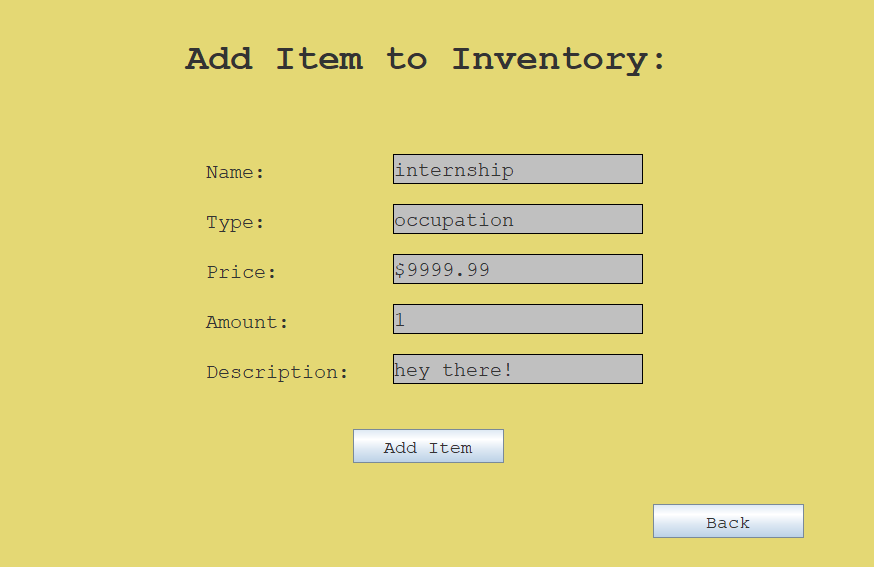 Add Item to Inventory:
Name: internship
Type: occupation
Price: $9999.99
Amount: 1
Description: hey there!
Add Item
Back